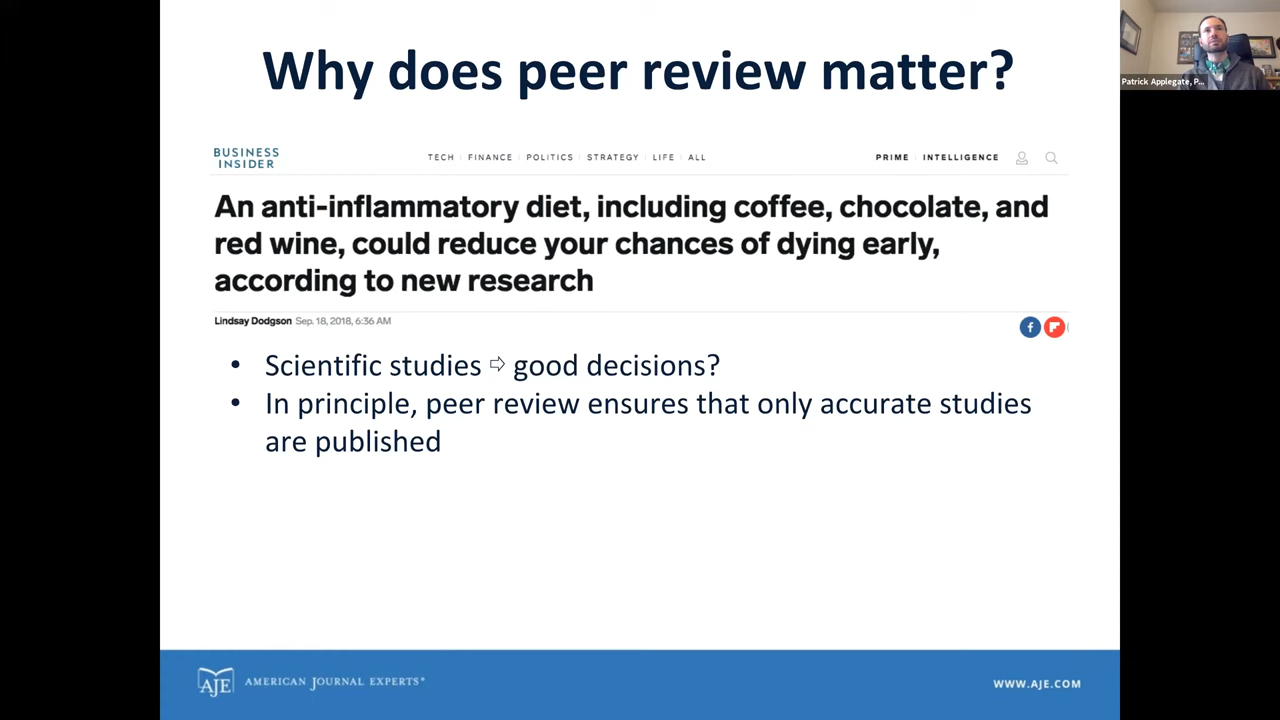 Why does peer review matter?
Patrick Applegate, P...
BUSINESS
INSIDER
TECH FINANCE POLITICS STRATEGY LIFE ALL
PRIME INTELLIGENCE
An anti-inflammatory diet, including coffee, chocolate, and
red wine, could reduce your chances of dying early,
according to new research
Lindsay Dodgson Sep. 18, 2018, 6:36 AM
• Scientific studies ⇨ good decisions?
• In principle, peer review ensures that only accurate studies
are published
AJE AMERICAN JOURNAL EXPERTS®
WWW.AJE.COM